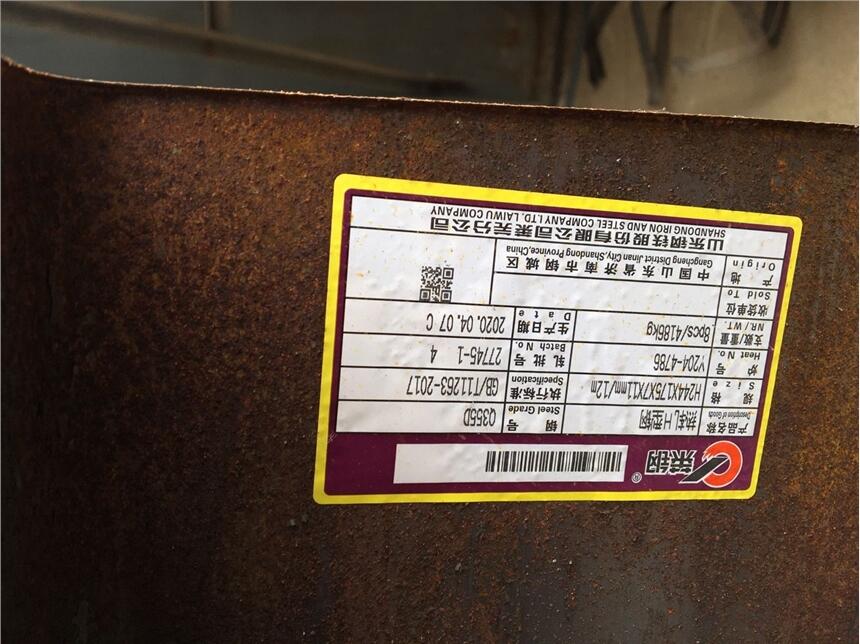 莱钢®
产品名称 热轧H型钢 钢号 Q355D
Description of Goods Steel Grade
规格 H244X175X7X11mm/12m 执行标准 GB/T11263-2017
Size Specification
炉号 Y204-4786 轧批号 27745-1 4
Heat No. Batch No.
支数/重量 8pcs/4186kg 生产日期 2020.04.07 C
NR/WT. Date
收货单位
Sold To
产地 中国山东省济南市钢城区
Origin Gangcheng District,Jinan City,Shandong Province,China
山东钢铁股份有限公司莱芜分公司
SHANDONG IRON AND STEEL COMPANY LTD. LAIWU COMPANY